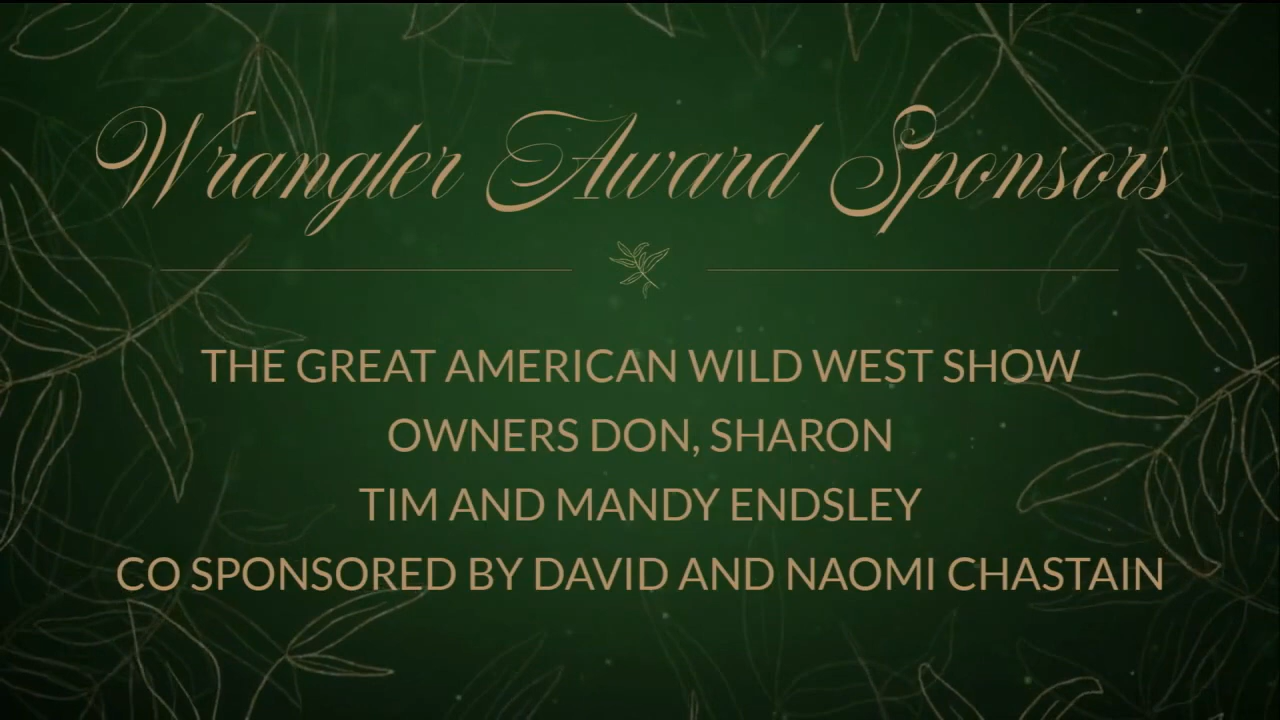 Wrangler Award Sponsors
THE GREAT AMERICAN WILD WEST SHOW
OWNERS DON, SHARON
TIM AND MANDY ENDSLEY
CO SPONSORED BY DAVID AND NAOMI CHASTAIN